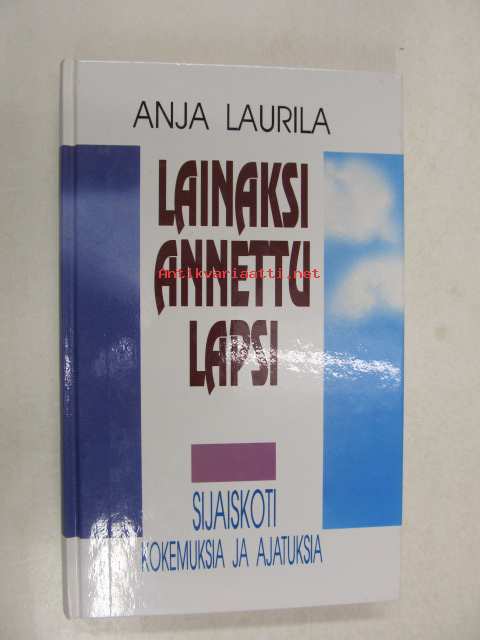 ANJA LAURILA
LAINAKSI
ANNETTU
Antikvariaatti.net
LAPSI
SIJAISKOTI
KOKEMUKSIA JA AJATUKSIA